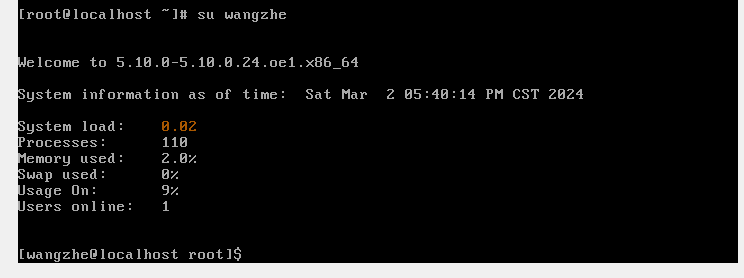 [root@localhost ~]# su wangzhe
Welcome to 5.10.0-5.10.0.24.oe1.x86_64
System information as of time:  Sat Mar  2 05:40:14 PM CST 2024
System load:    0.02
Processes:      110
Memory used:    2.0%
Swap used:      0%
Usage On:       9%
Users online:   1
[wangzhe@localhost root]$